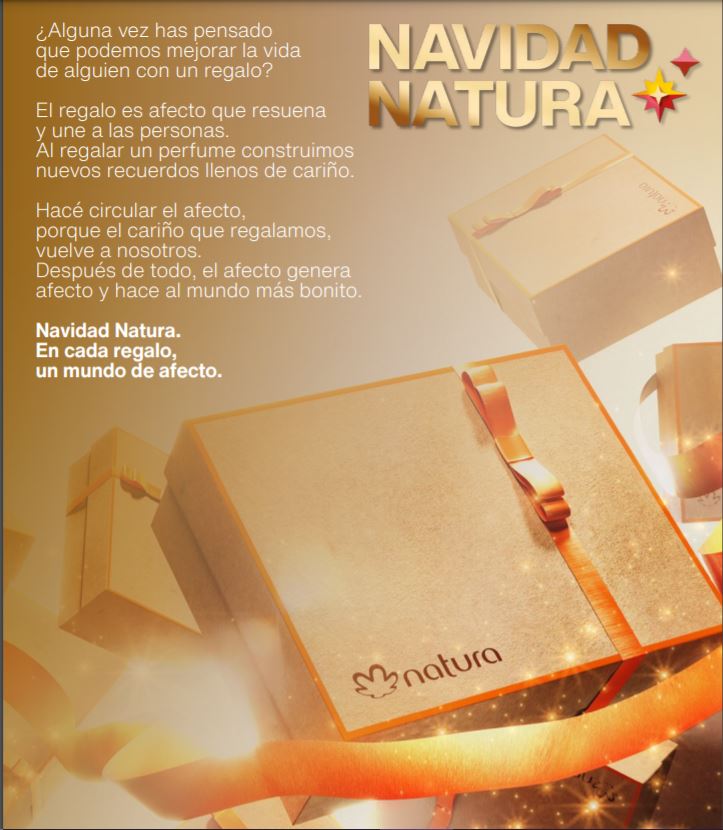 ¿Alguna vez has pensado
que podemos mejorar la vida
de alguien con un regalo?
El regalo es afecto que resuena
y une a las personas.
Al regalar un perfume construimos
nuevos recuerdos llenos de cariño.
Hacé circular el afecto,
porque el cariño que regalamos,
vuelve a nosotros.
Después de todo, el afecto genera
afecto y hace al mundo más bonito.
Navidad Natura.
En cada regalo,
un mundo de afecto.
NAVIDAD
NATURA
natura
natura